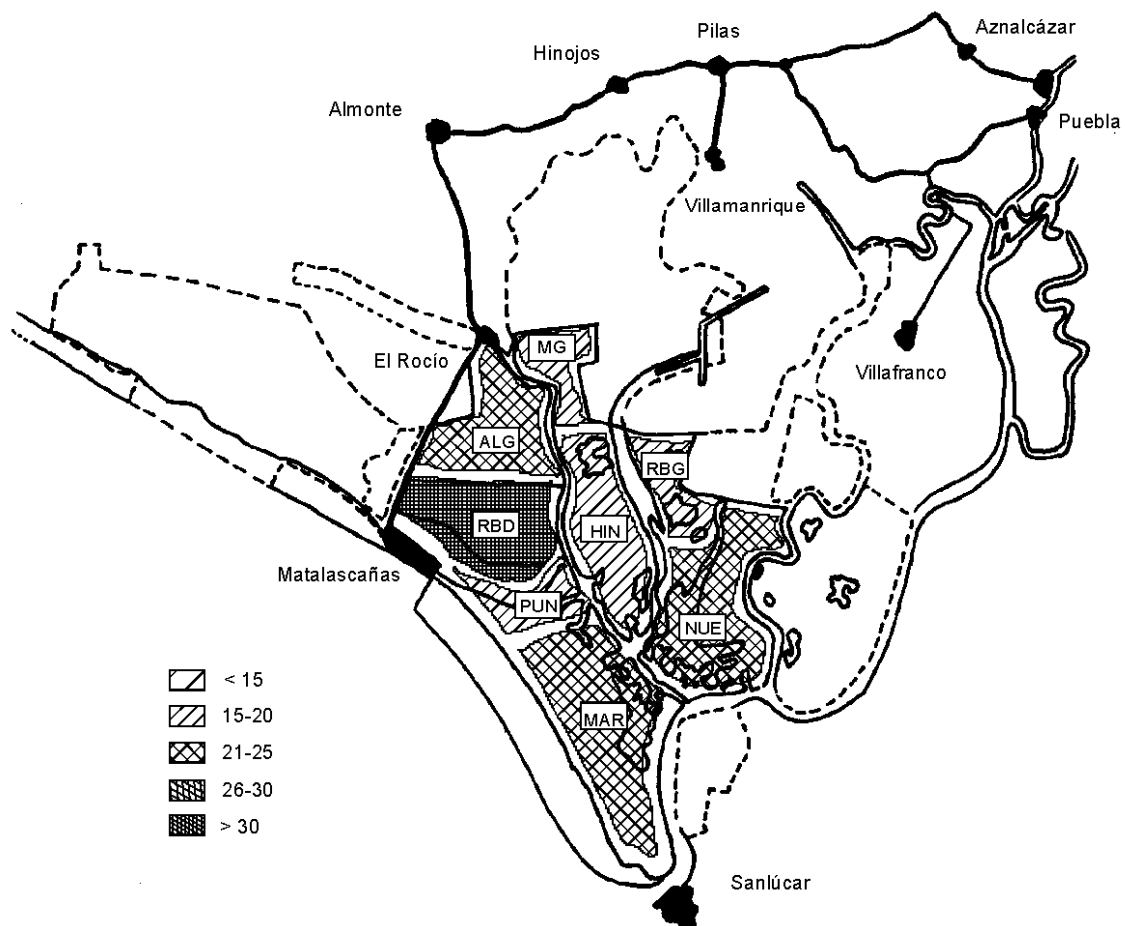 Pilas
Aznalcázar
Hinojos
Almonte
Puebla
Villamanrique
El Rocío
MG
Villafranco
ALG
RBG
RBD
HIN
Matalascañas
PUN
NUE
MAR
< 15
15-20
21-25
26-30
> 30
Sanlúcar